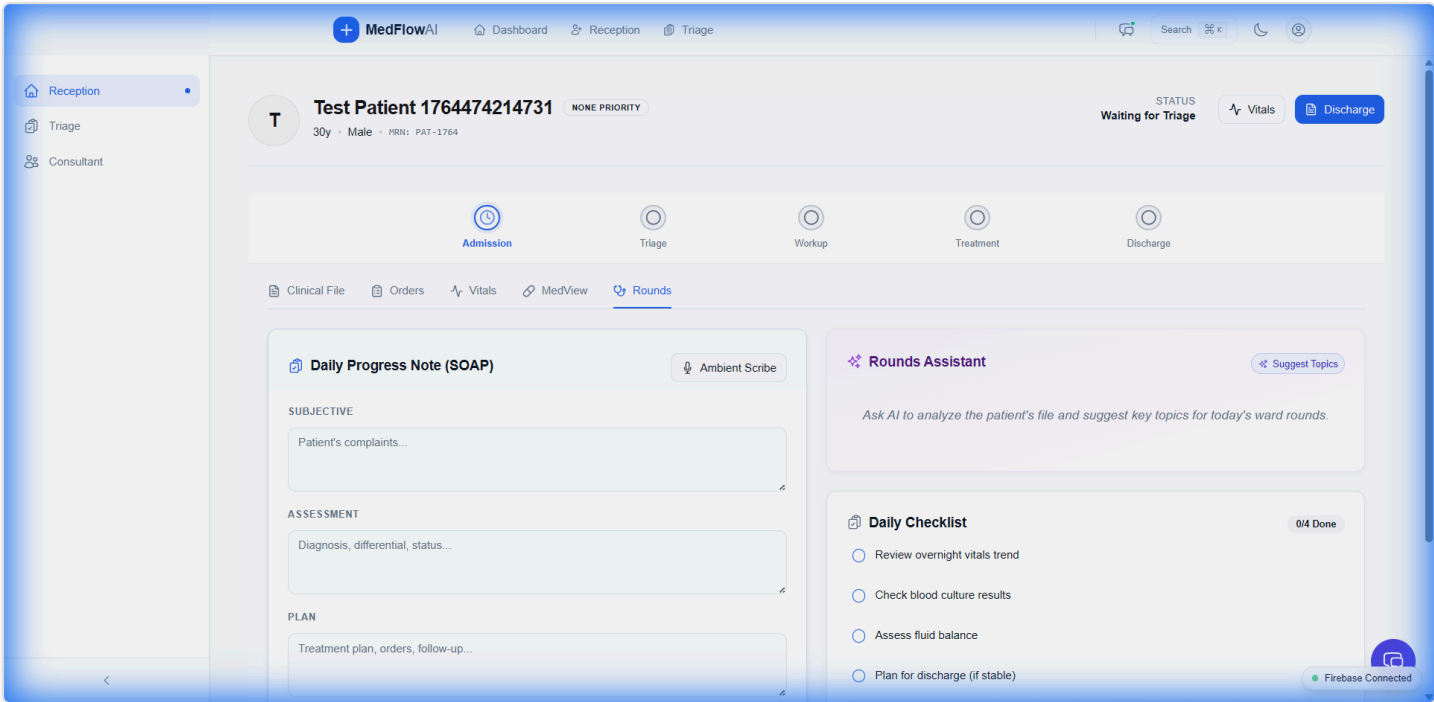 MedFlowAI
Dashboard
Reception
Triage
Search ⌘ K
Reception
Triage
Consultant
T
Test Patient 1764474214731
NONE PRIORITY
30y • Male • MRN: PAT-1764
STATUS
Waiting for Triage
Vitals
Discharge
Admission
Triage
Workup
Treatment
Discharge
Clinical File
Orders
Vitals
MedView
Rounds
Daily Progress Note (SOAP)
Ambient Scribe
SUBJECTIVE
Patient's complaints...
ASSESSMENT
Diagnosis, differential, status...
PLAN
Treatment plan, orders, follow-up...
Rounds Assistant
Suggest Topics
Ask AI to analyze the patient's file and suggest key topics for today's ward rounds.
Daily Checklist
0/4 Done
Review overnight vitals trend
Check blood culture results
Assess fluid balance
Plan for discharge (if stable)
Firebase Connected